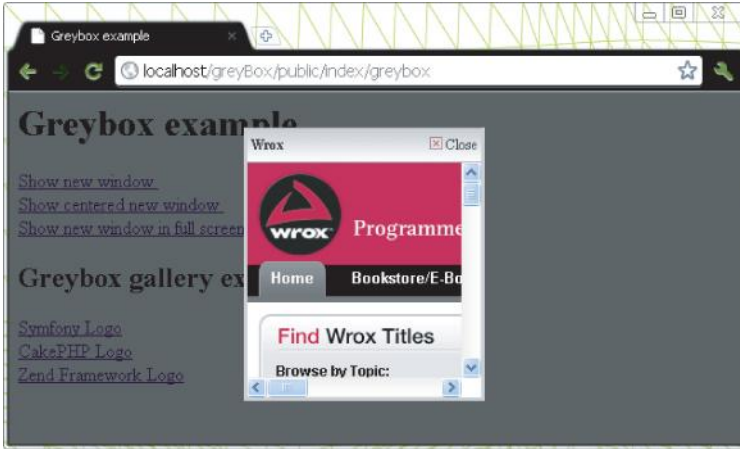 Greybox example
localhost/greyBox/public/index/greybox
Greybox example
Wrox
Close
Show new window
Show centered new window
Show new window in full screen
wrox
Programme
Home
Bookstore/E-Bo
Greybox gallery ex
Find Wrox Titles
Symfony Logo
CakePHP Logo
Zend Framework Logo
Browse by Topic: